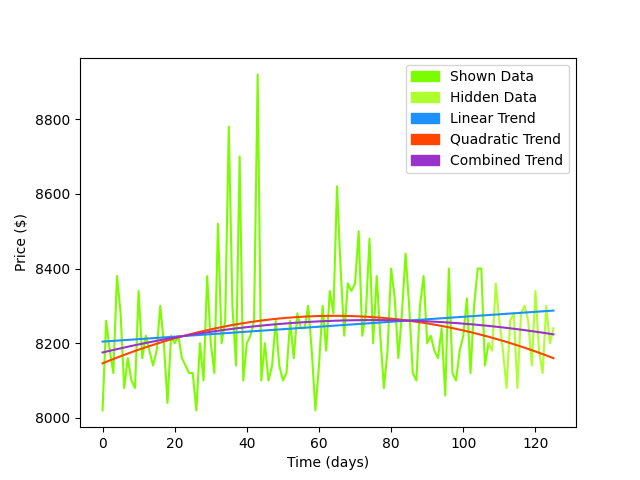 Shown Data
Hidden Data
Linear Trend
Quadratic Trend
Combined Trend
8800
8600
8400
8200
8000
Price ($)
0 20 40 60 80 100 120
Time (days)